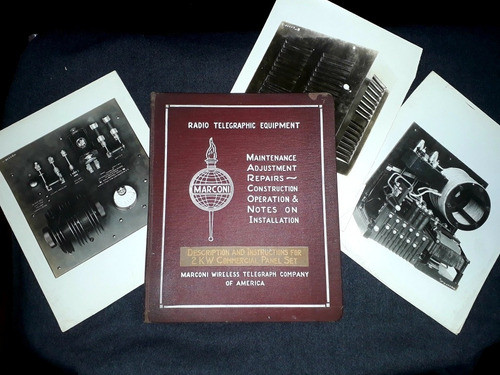 RADIO TELEGRAPHIC EQUIPMENT
MARCONI
MAINTENANCE
ADJUSTMENT
REPAIRS ~
CONSTRUCTION
OPERATION &
NOTES ON
INSTALLATION
DESCRIPTION AND INSTRUCTIONS FOR
2 KW COMMERCIAL PANEL SET
MARCONI WIRELESS TELEGRAPH COMPANY
OF AMERICA.